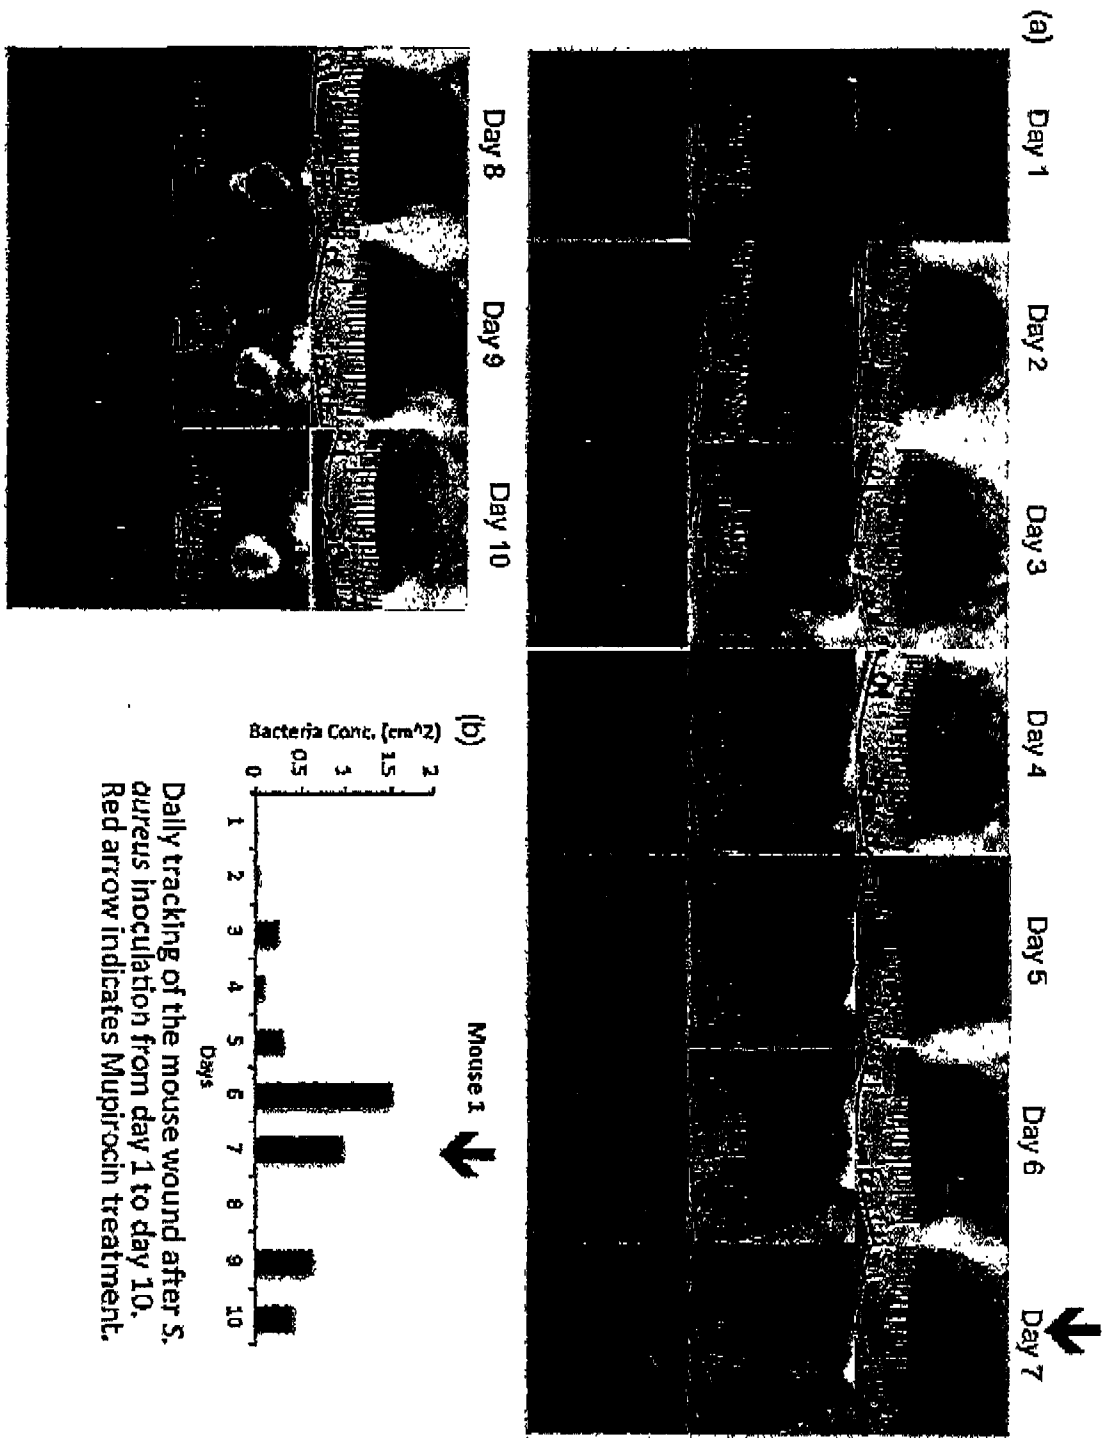 (a)
Day 1
Day 2
Day 3
Day 4
Day 5
Day 6
Day 7
Day 8
Day 9
Day 10
(b)
Mouse 1
Bacteria Conc. (cm^2)
2
1.5
1
0.5
0
1 2 3 4 5 6 7 8 9 10
Days
Daily tracking of the mouse wound after S.
aureus inoculation from day 1 to day 10.
Red arrow indicates Mupirocin treatment.